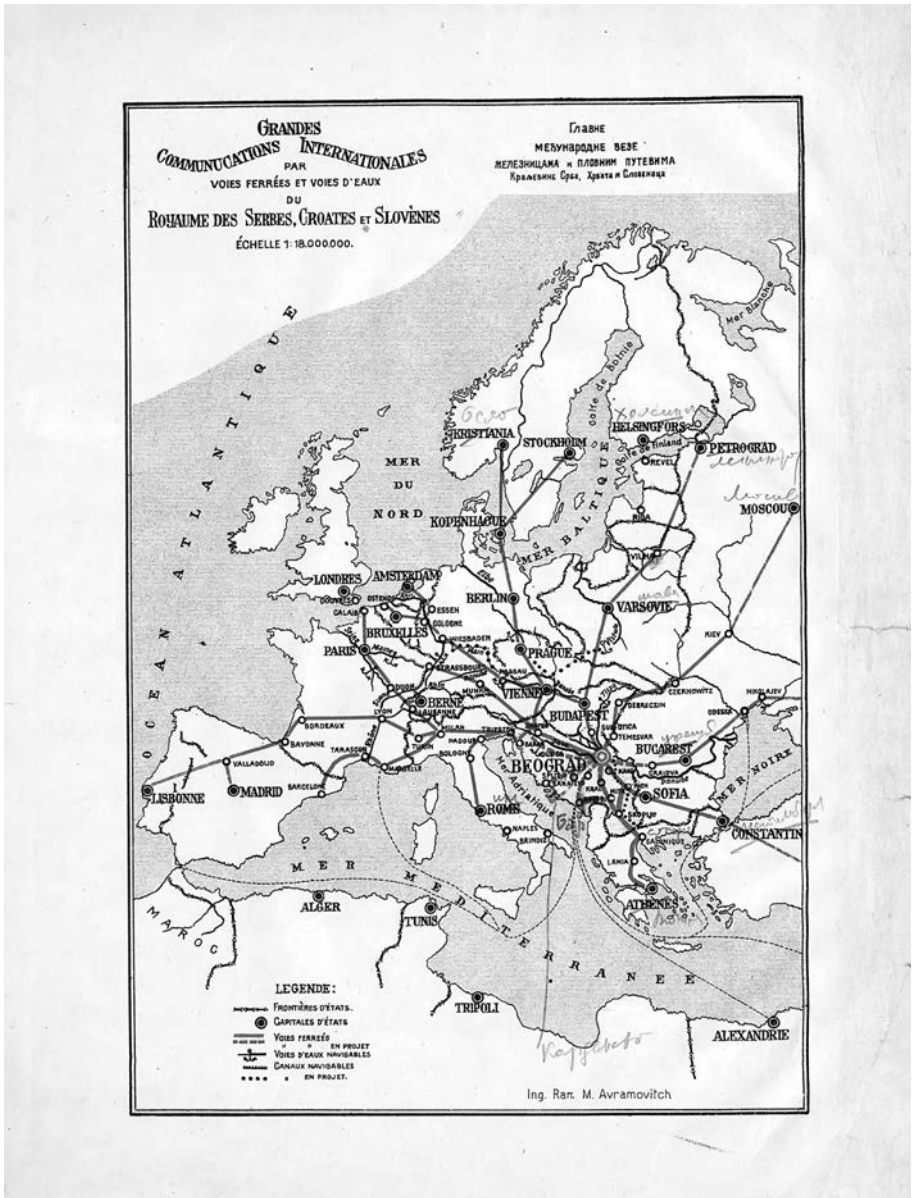 GRANDES
COMMUNUCATIONS INTERNATIONALES
PAR
VOIES FERRÉES ET VOIES D'EAUX
DU
ROYAUME DES SERBES, CROATES ET SLOVÈNES
ÉCHELLE 1:18.000.000.
Главне
МЕЂУНАРОДНЕ ВЕЗЕ
ЖЕЛЕЗНИЦАМА и ПЛОВНИМ ПУТЕВИМА
Краљевине Срба, Хрвата и Словенаца
OCEAN ATLANTIQUE
Mer Blanche
Golfe de Botnie
Осло
KRISTIANIA
STOCKHOLM
HELSINGFORS
Golfe de Finland
PETROGRAD
REVEL
MER
DU
NORD
MER BALTIQUE
RIGA
MOSCOU
KOPENHAGUE
VILNA
LONDRES
DOUVRES
AMSTERDAM
OSTENDE
CALAIS
BRUXELLES
ESSEN
COLOGNE
Elbe
BERLIN
VARSOVIE
KIEV
PARIS
WIESBADEN
PRAGUE
STRASSBOURG
PASSAU
MUNICH
VIENNE
CZERNOWITZ
DIJON
BERNE
LAUSANNE
BUDAPEST
DEBRECZIN
NIKOLAJEV
ODESSA
LYON
MILAN
TURIN
PADOUE
TRIESTE
BOLOGNE
SUBOTICA
TEMESVAR
BORDEAUX
BAYONNE
TARASCON
MARSEILLE
BEOGRAD
BUCAREST
CRAIOVA
Danube
VALLADOLID
LISBONNE
MADRID
BARCELONE
Mer Adriatique
ROME
SOFIA
MER NOIRE
SKOPLJE
CONSTANTIN
NAPLES
BRINDISI
SALONIQUE
LAMIA
ATHÈNES
MER MEDITERRANEE
ALGER
TUNIS
MAROC
TRIPOLI
ALEXANDRIE
LEGENDE:
FRONTIÈRES D'ÉTATS.
CAPITALES D'ÉTATS
VOIES FERREÉS
" " EN PROJET
VOIES D'EAUX NAVIGABLES
CANAUX NAVIGABLES
" EN PROJET.
Ing. Ran. M. Avramovitch